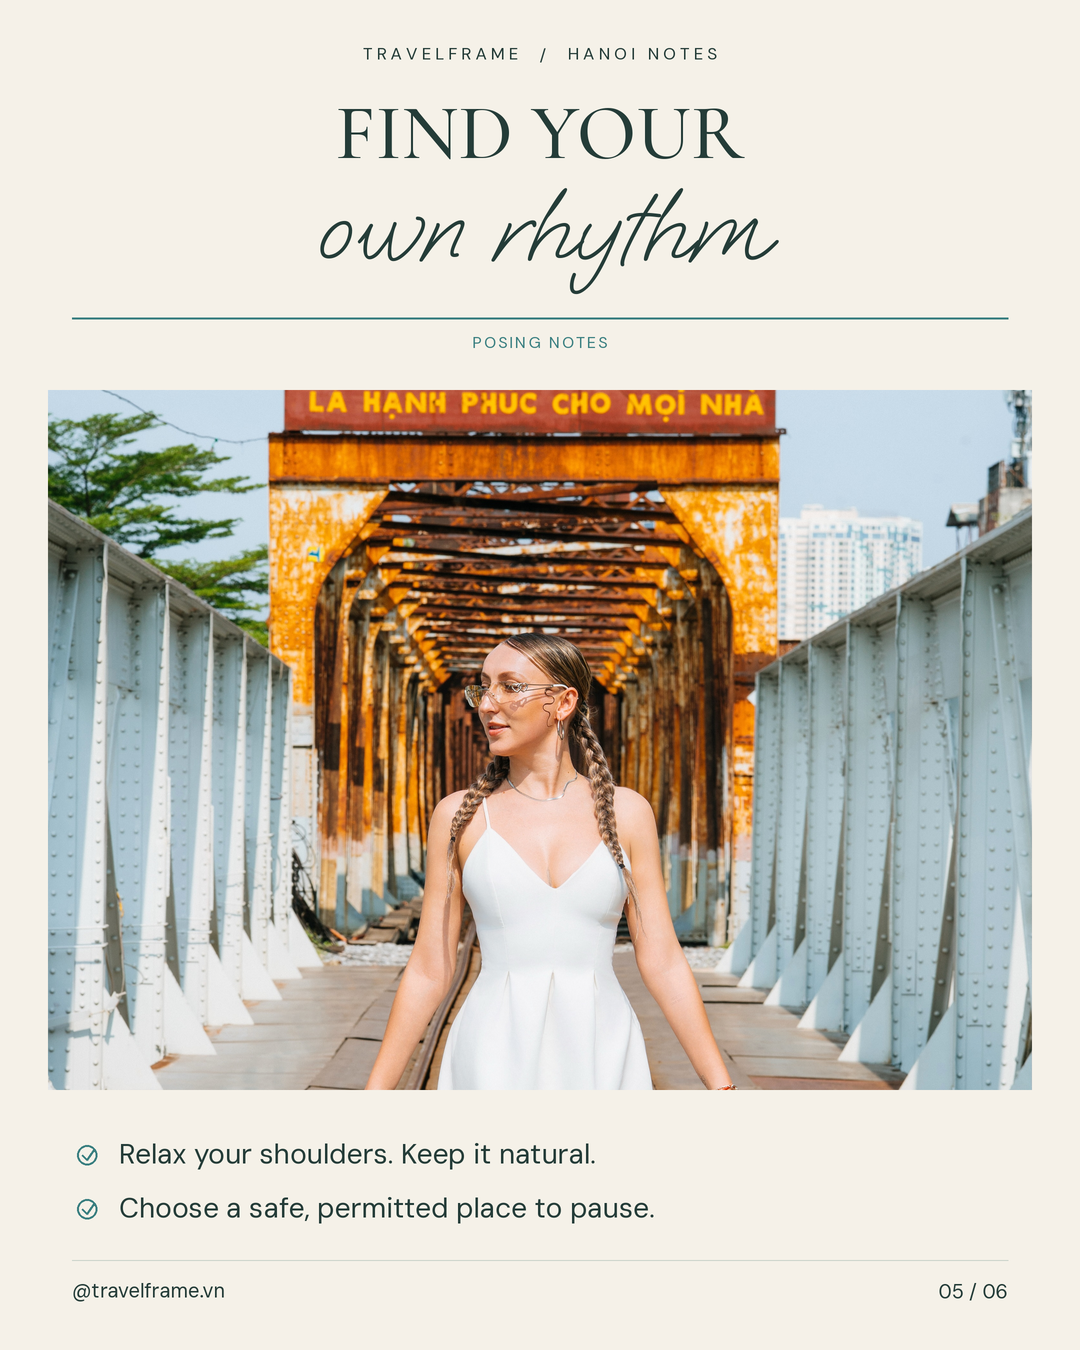 TRAVELFRAME / HANOI NOTES
FIND YOUR
own rhythm
POSING NOTES
LÀ HẠNH PHÚC CHO MỌI NHÀ
Relax your shoulders. Keep it natural.
Choose a safe, permitted place to pause.
@travelframe.vn
05 / 06